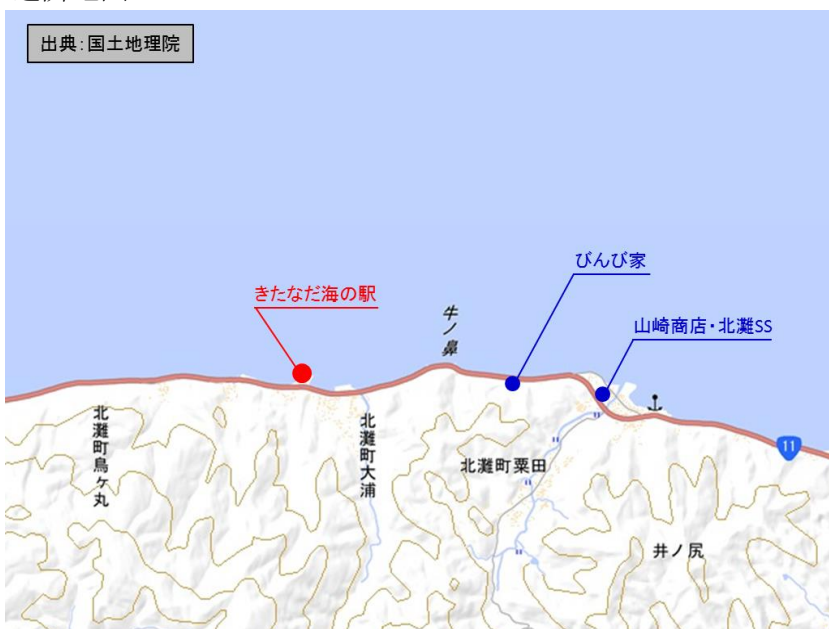 出典：国土地理院
びんび家
きたなだ海の駅
牛ノ鼻
山崎商店・北灘SS
北灘町鳥ケ丸
北灘町大浦
北灘町粟田
11
井ノ尻